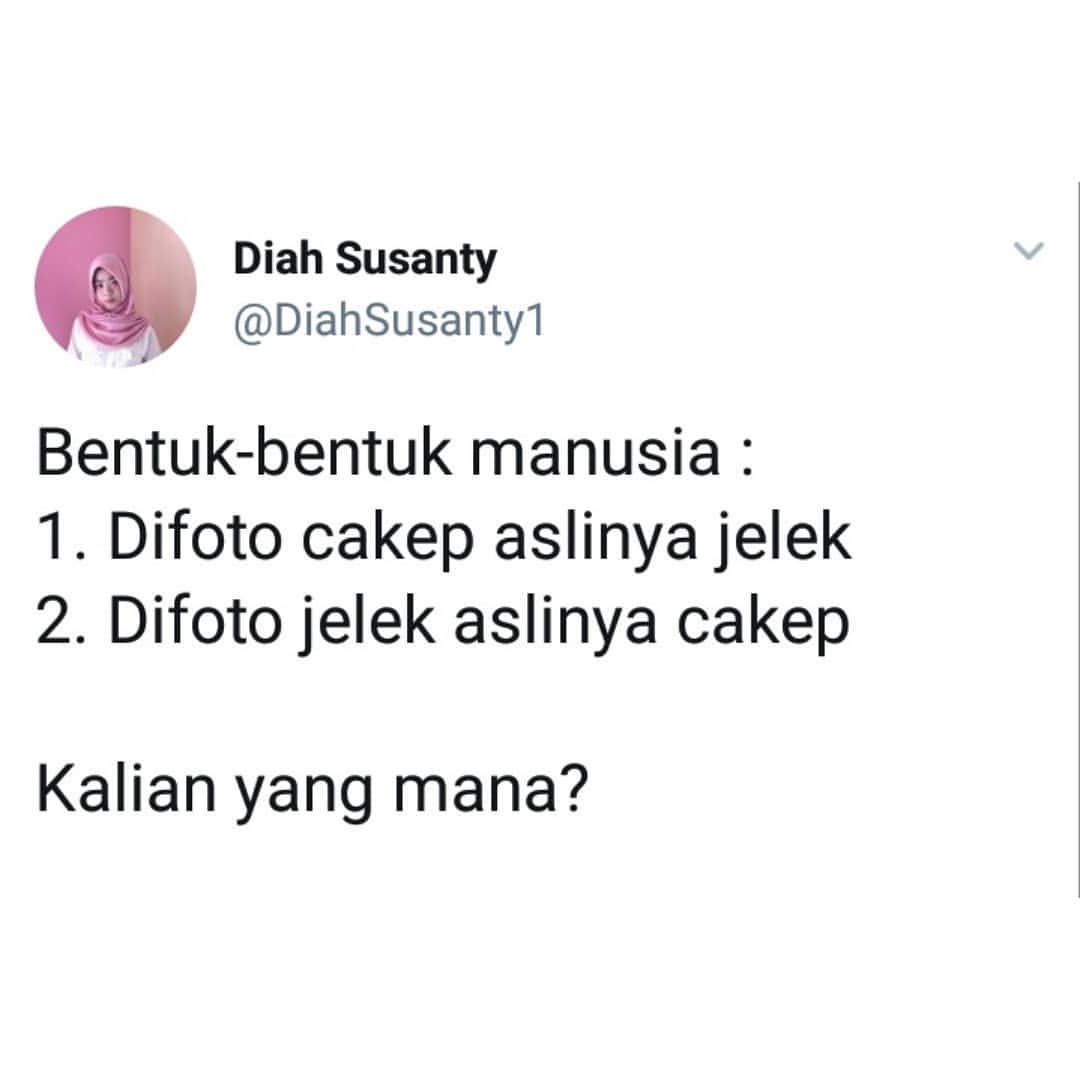 Diah Susanty
@DiahSusanty1
Bentuk-bentuk manusia :
1. Difoto cakep aslinya jelek
2. Difoto jelek aslinya cakep
Kalian yang mana?